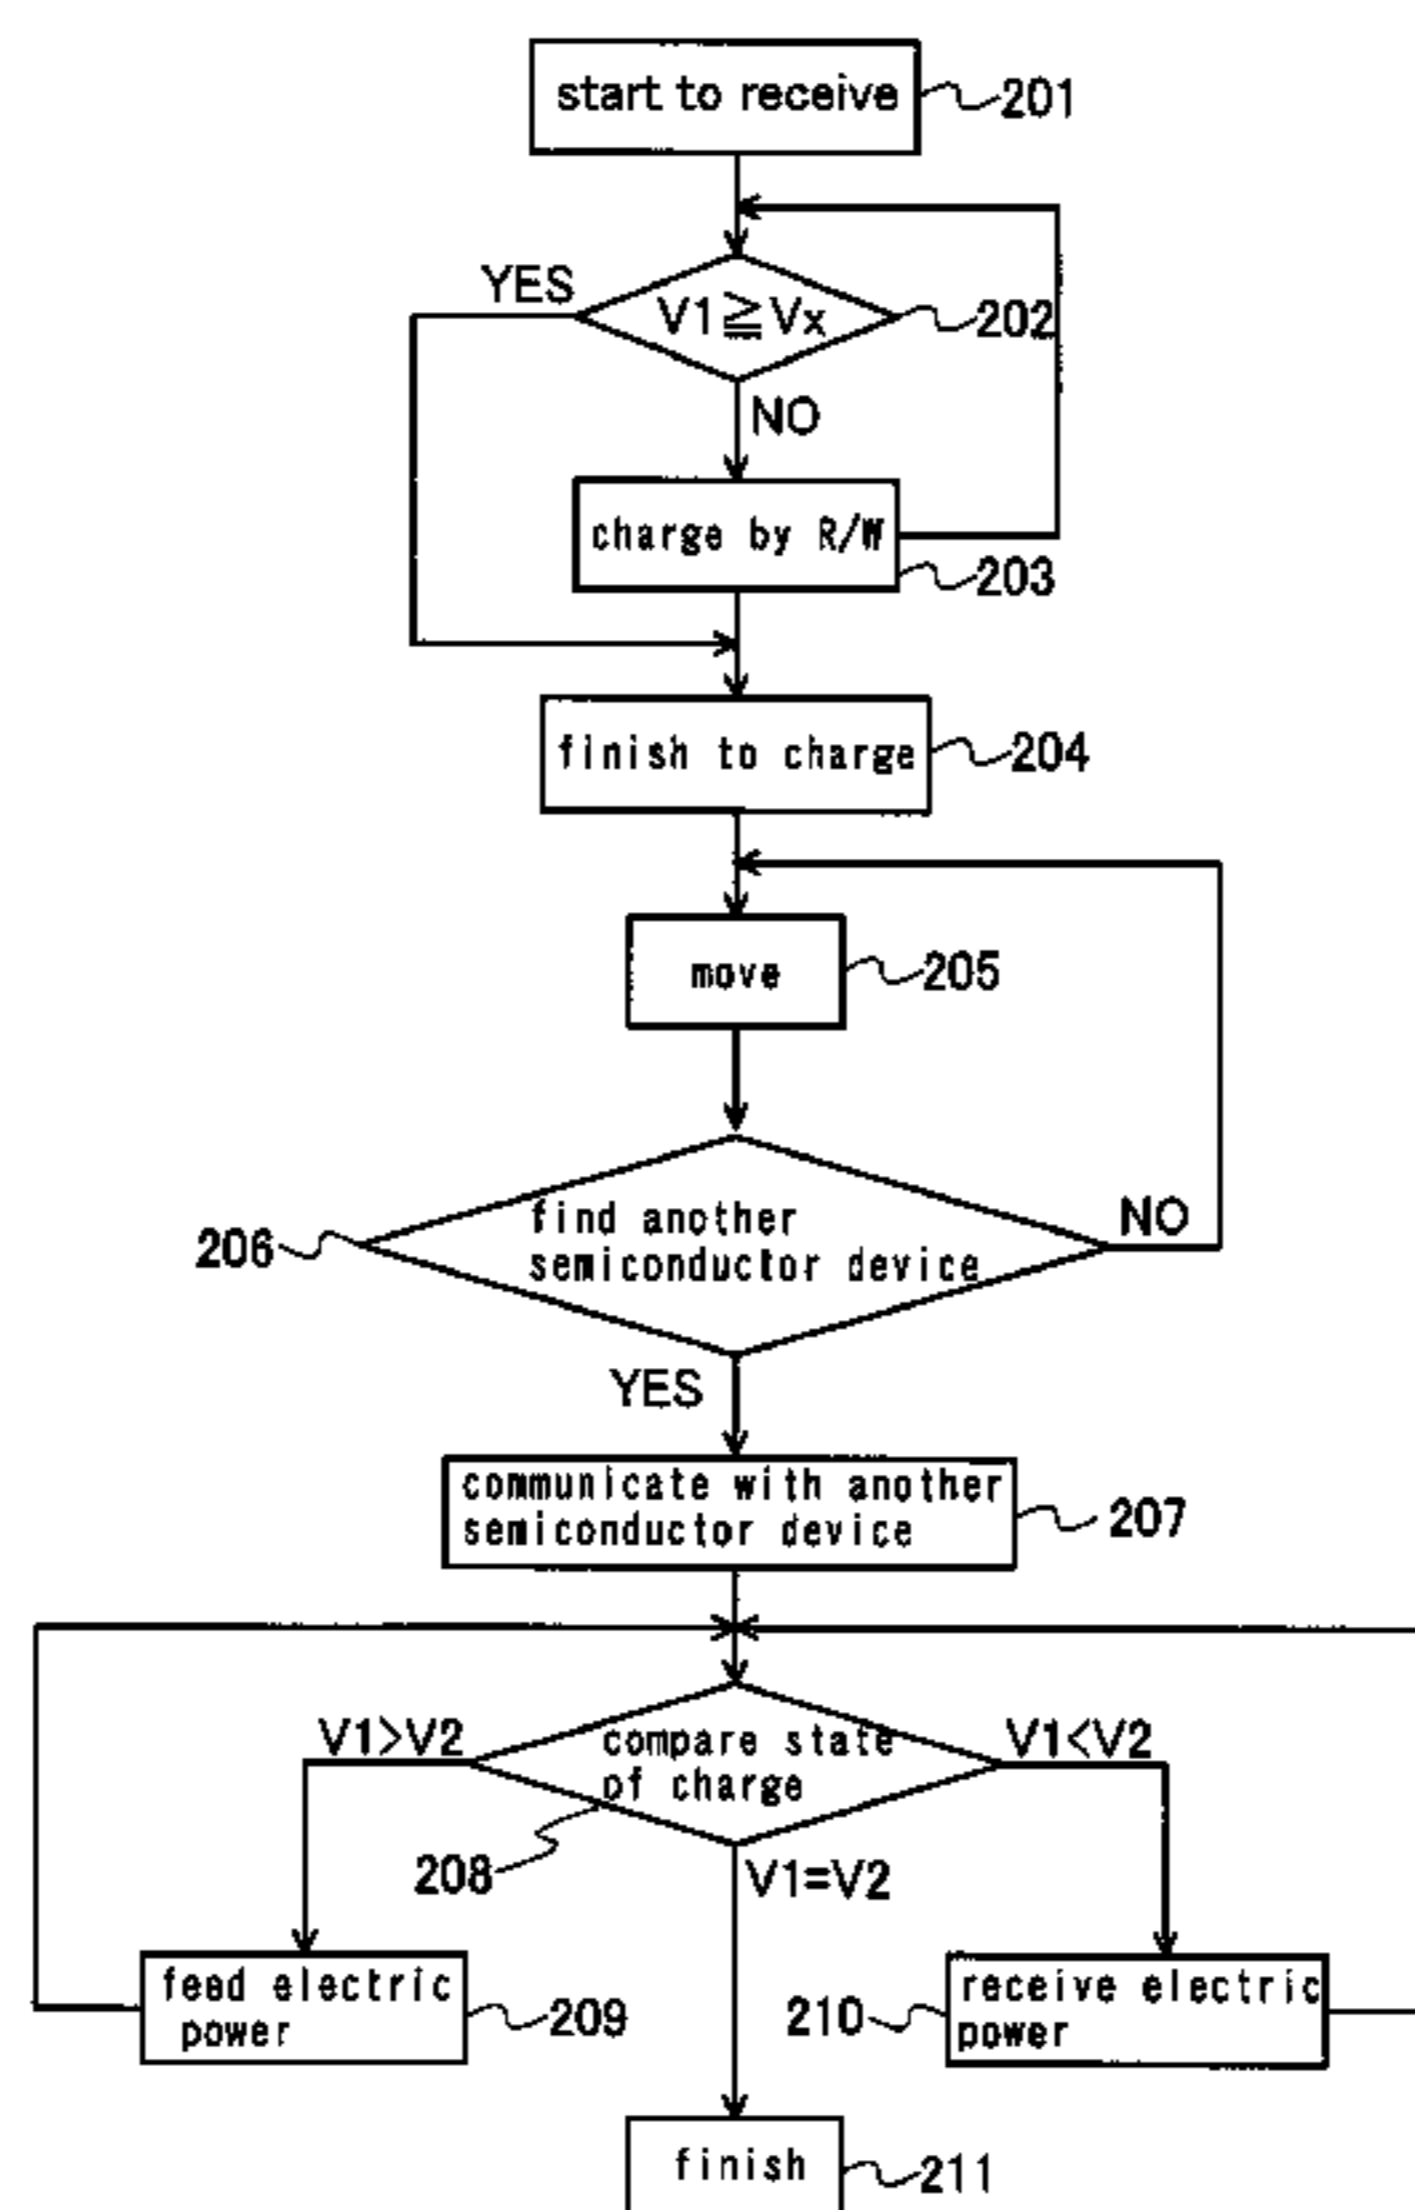 start to receive
201
YES
V1≧Vx
202
NO
charge by R/W
203
finish to charge
204
move
205
find another
semiconductor device
206
NO
YES
communicate with another
semiconductor device
207
V1>V2
compare state
of charge
V1<V2
208
V1=V2
feed electric
power
209
210
receive electric
power
finish
211